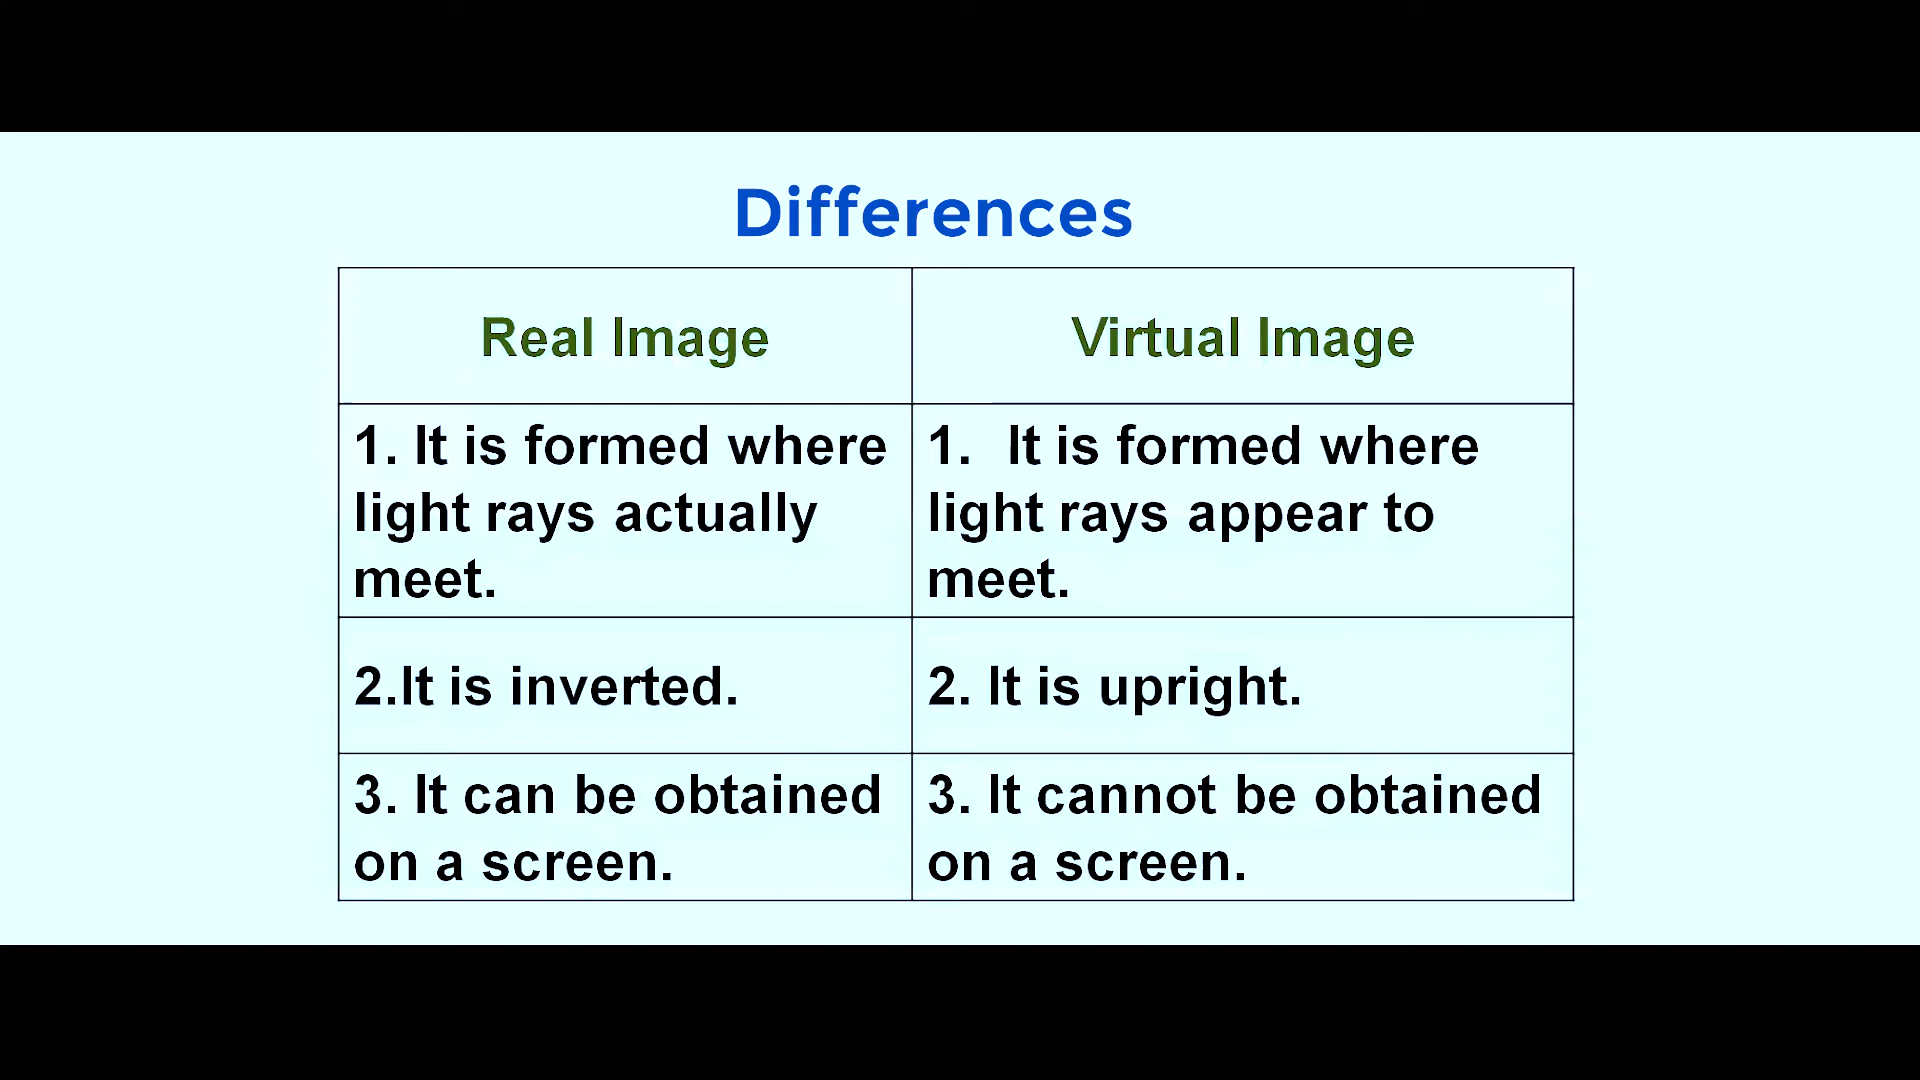 Differences
Real Image
Virtual Image
1. It is formed where
light rays actually
meet.
1. It is formed where
light rays appear to
meet.
2.It is inverted.
2. It is upright.
3. It can be obtained
on a screen.
3. It cannot be obtained
on a screen.